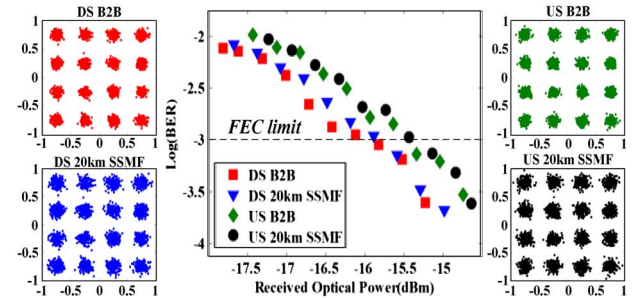 DS B2B
1
0.5
0
-0.5
-1
-1 -0.5 0 0.5 1
DS 20km SSMF
1
0.5
0
-0.5
-1
-1 -0.5 0 0.5 1
Log(BER)
-2
-2.5
-3
-3.5
-4
FEC limit
DS B2B
DS 20km SSMF
US B2B
US 20km SSMF
-17.5 -17 -16.5 -16 -15.5 -15
Received Optical Power(dBm)
US B2B
1
0.5
0
-0.5
-1
-1 -0.5 0 0.5 1
US 20km SSMF
1
0.5
0
-0.5
-1
-1 -0.5 0 0.5 1